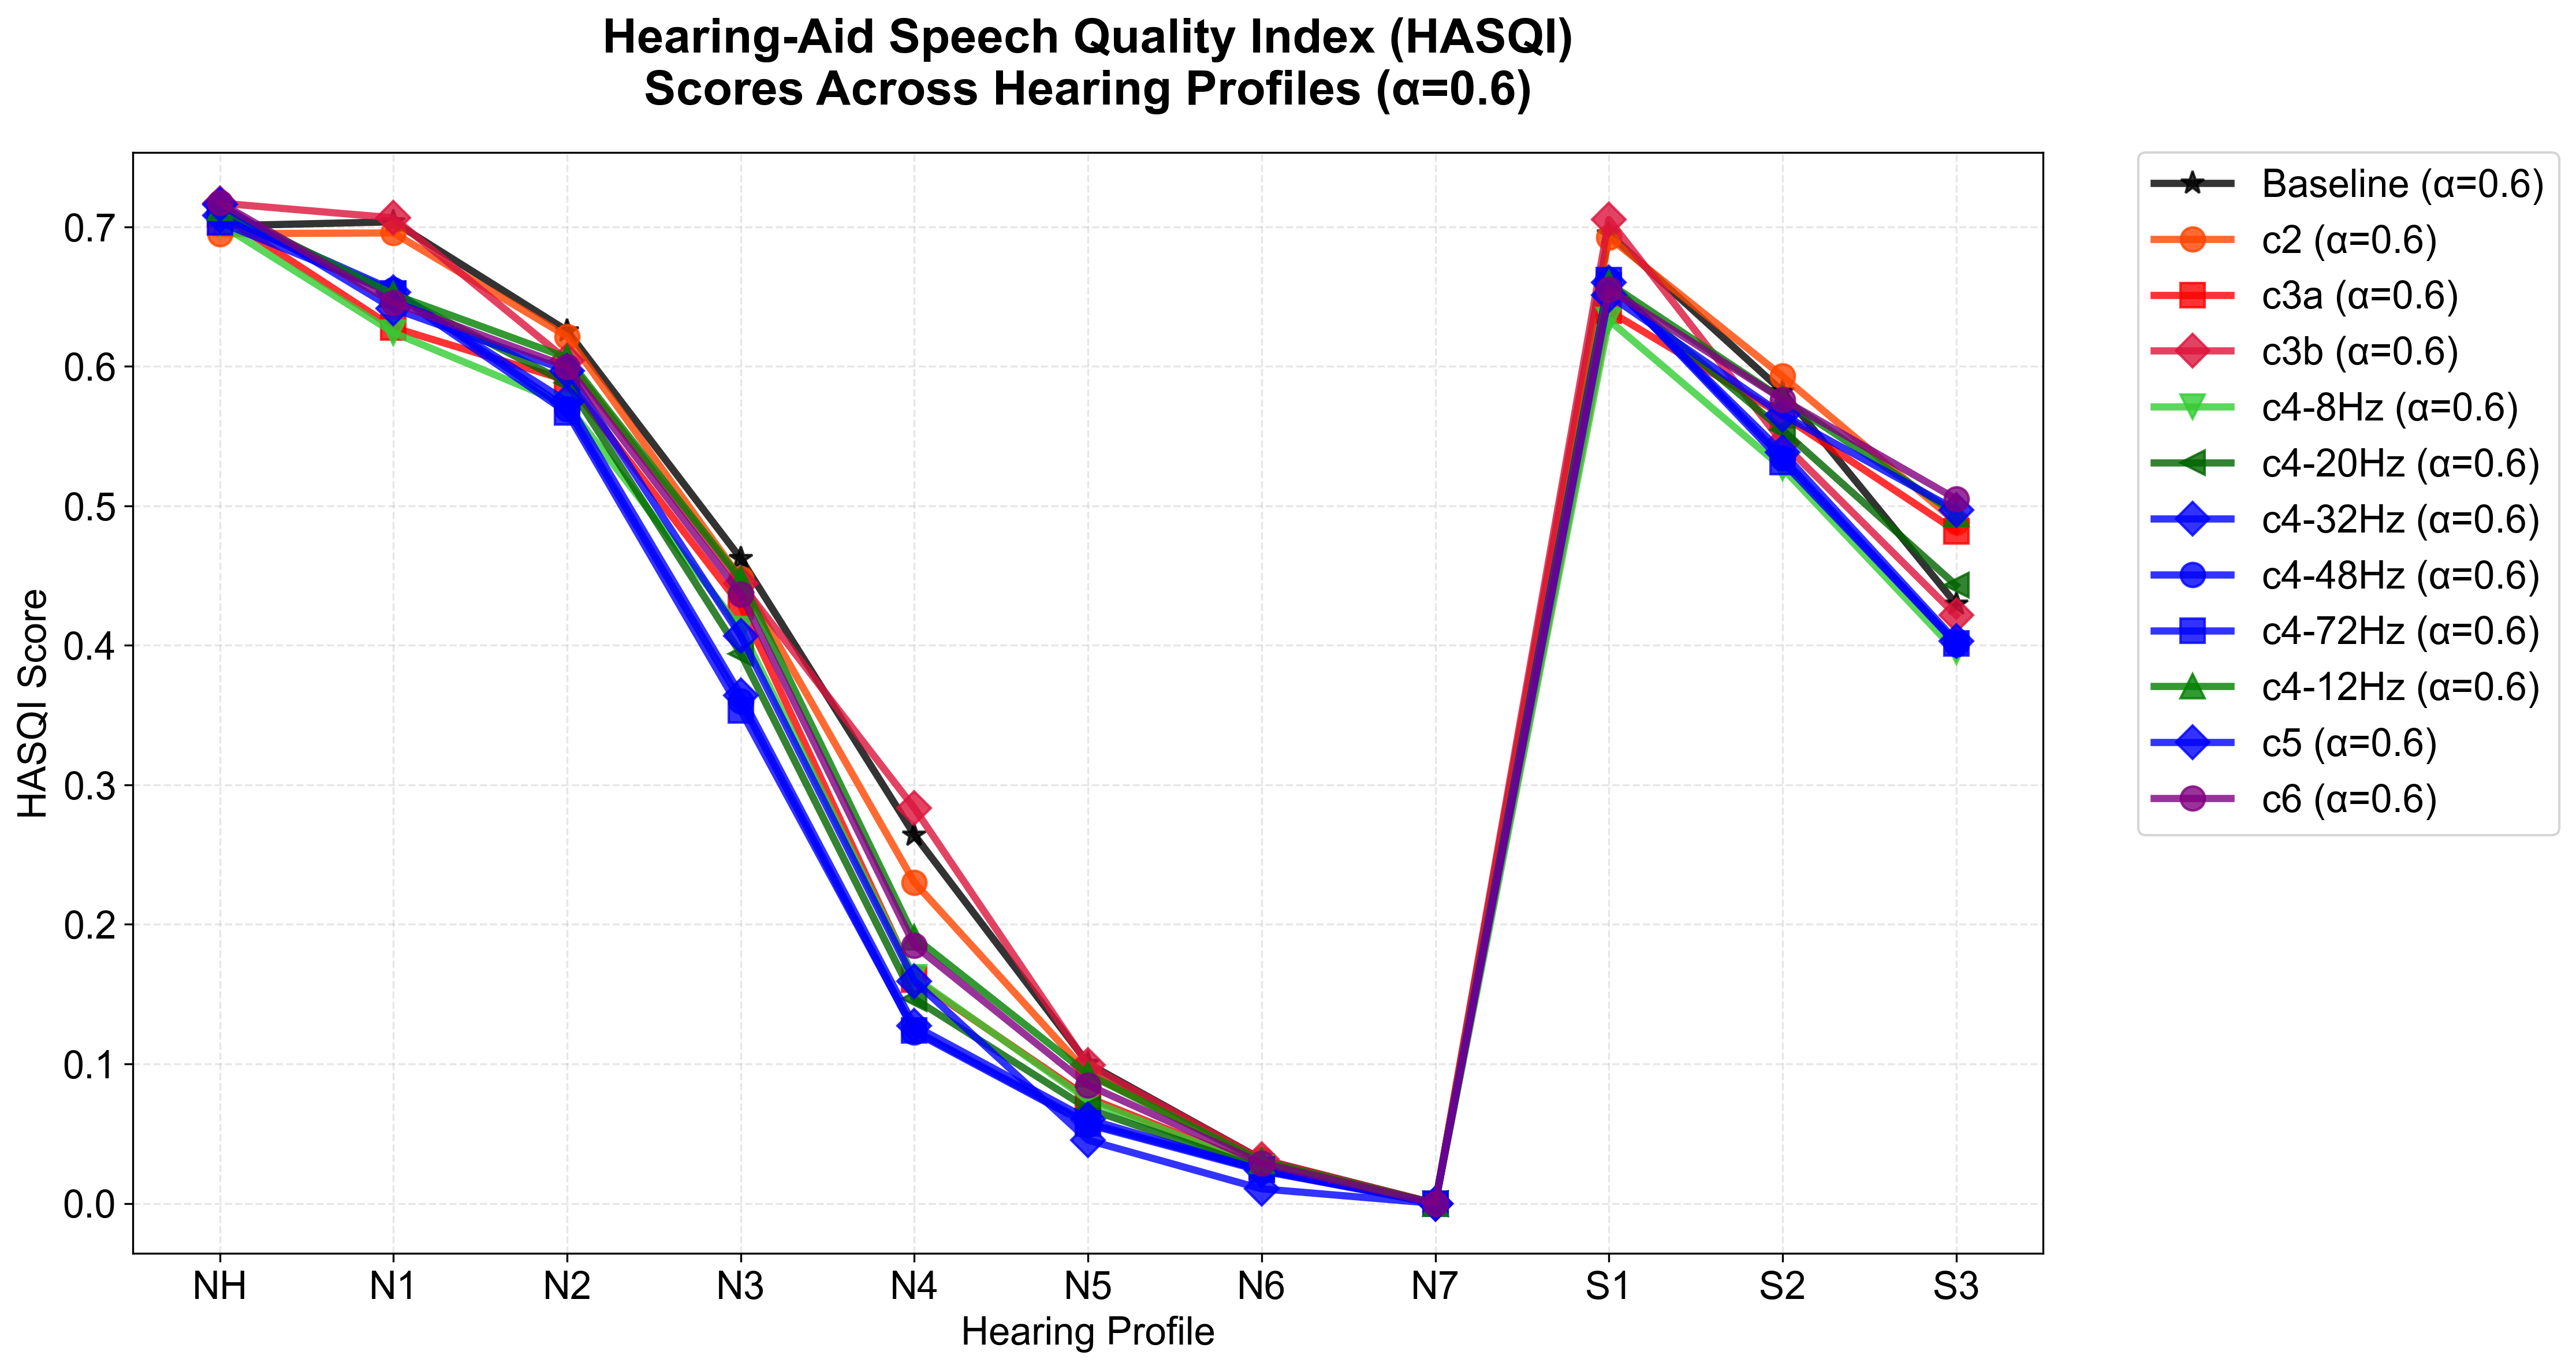 Hearing-Aid Speech Quality Index (HASQI)
Scores Across Hearing Profiles (α=0.6)
HASQI Score
0.7
0.6
0.5
0.4
0.3
0.2
0.1
0.0
NH N1 N2 N3 N4 N5 N6 N7 S1 S2 S3
Hearing Profile
Baseline (α=0.6)
c2 (α=0.6)
c3a (α=0.6)
c3b (α=0.6)
c4-8Hz (α=0.6)
c4-20Hz (α=0.6)
c4-32Hz (α=0.6)
c4-48Hz (α=0.6)
c4-72Hz (α=0.6)
c4-12Hz (α=0.6)
c5 (α=0.6)
c6 (α=0.6)